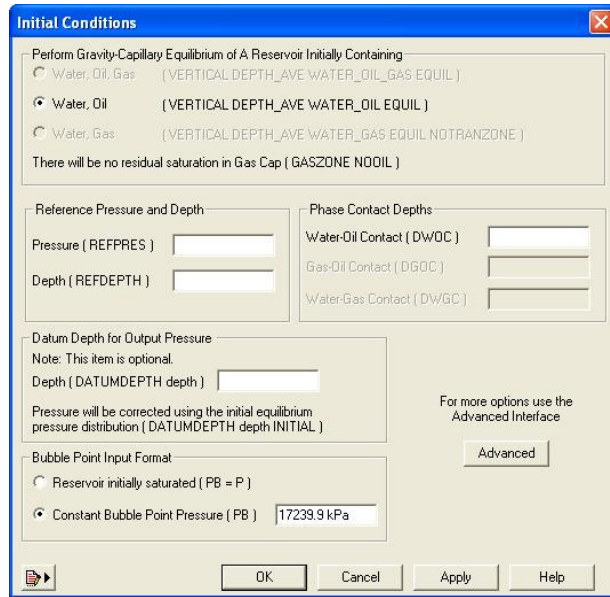 Initial Conditions
Perform Gravity-Capillary Equilibrium of A Reservoir Initially Containing
Water, Oil, Gas ( VERTICAL DEPTH_AVE WATER_OIL_GAS EQUIL )
Water, Oil ( VERTICAL DEPTH_AVE WATER_OIL EQUIL )
Water, Gas ( VERTICAL DEPTH_AVE WATER_GAS EQUIL NOTRANZONE )
There will be no residual saturation in Gas Cap ( GASZONE NOOIL )
Reference Pressure and Depth
Pressure ( REFPRES )
Depth ( REFDEPTH )
Phase Contact Depths
Water-Oil Contact ( DWOC )
Gas-Oil Contact ( DGOC )
Water-Gas Contact ( DWGC )
Datum Depth for Output Pressure
Note: This item is optional.
Depth ( DATUMDEPTH depth )
Pressure will be corrected using the initial equilibrium
pressure distribution ( DATUMDEPTH depth INITIAL )
For more options use the
Advanced Interface
Advanced
Bubble Point Input Format
Reservoir initially saturated ( PB = P )
Constant Bubble Point Pressure ( PB ) 17239.9 kPa
OK Cancel Apply Help